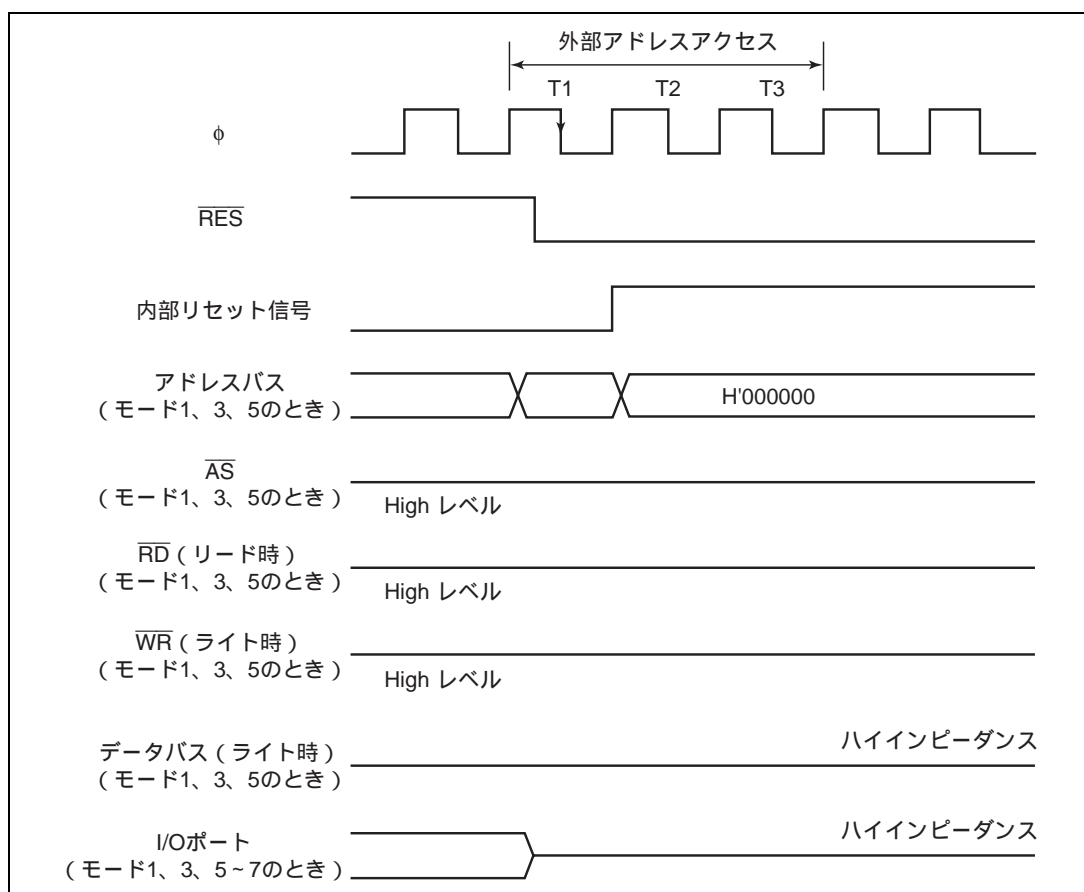 外部アドレスアクセス
T1 T2 T3
φ
RES
内部リセット信号
アドレスバス
(モード1、3、5のとき)
H'000000
AS
(モード1、3、5のとき)
High レベル
RD(リード時)
(モード1、3、5のとき)
High レベル
WR(ライト時)
(モード1、3、5のとき)
High レベル
データバス(ライト時)
(モード1、3、5のとき)
ハイインピーダンス
I/Oポート
(モード1、3、5~7のとき)
ハイインピーダンス